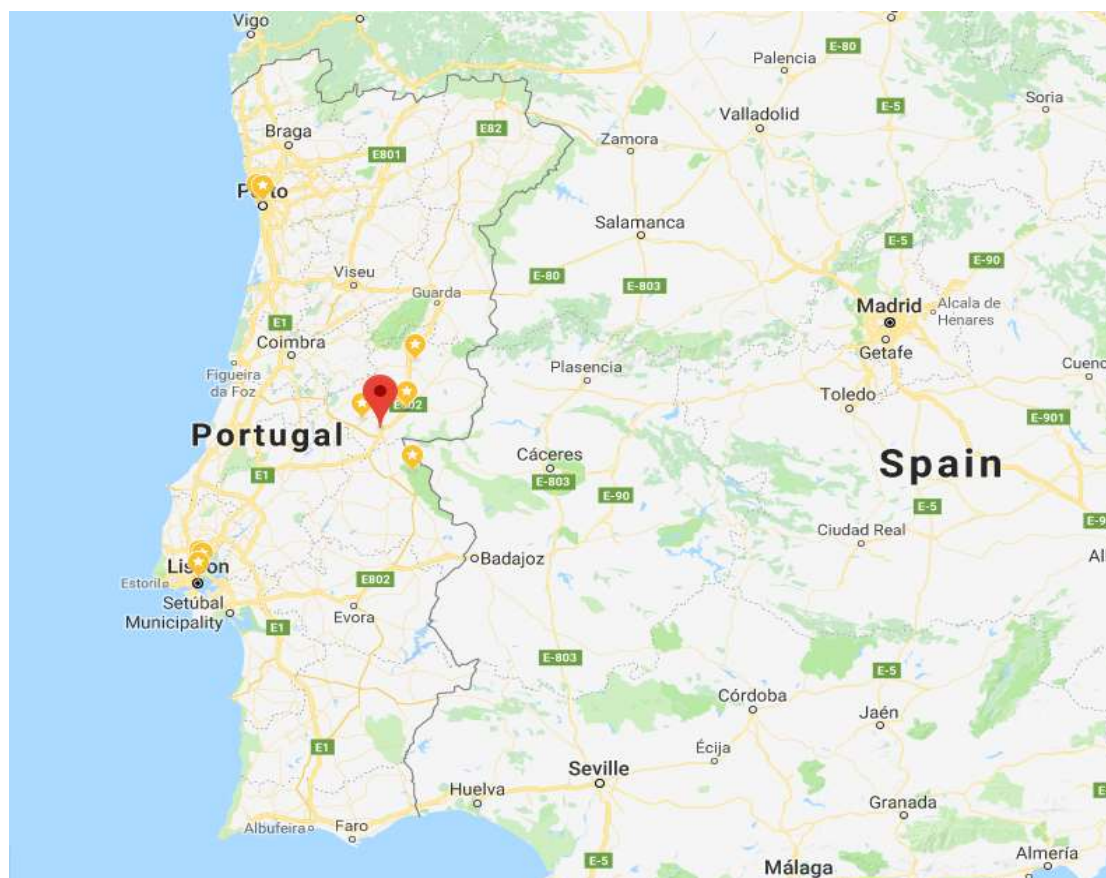 Vigo
E-80
Palencia
Soria
E-5
Valladolid
E82
Braga
Zamora
E801
Porto
Salamanca
E-5
E-90
Viseu
E-80
E-803
Guarda
Madrid
Alcala de
Henares
E1
Coimbra
Getafe
Plasencia
Cuenc
Figueira
da Foz
Toledo
E802
E-901
Portugal
Cáceres
Spain
E1
E-803
E-90
E-5
E-9
Ciudad Real
Al
Badajoz
Lisbon
Estoril
E802
Setúbal
Municipality
Evora
E1
E-803
E-5
Córdoba
Jaén
E1
Écija
Seville
Huelva
E-
Granada
Albufeira
Faro
E-5
Málaga
Almería